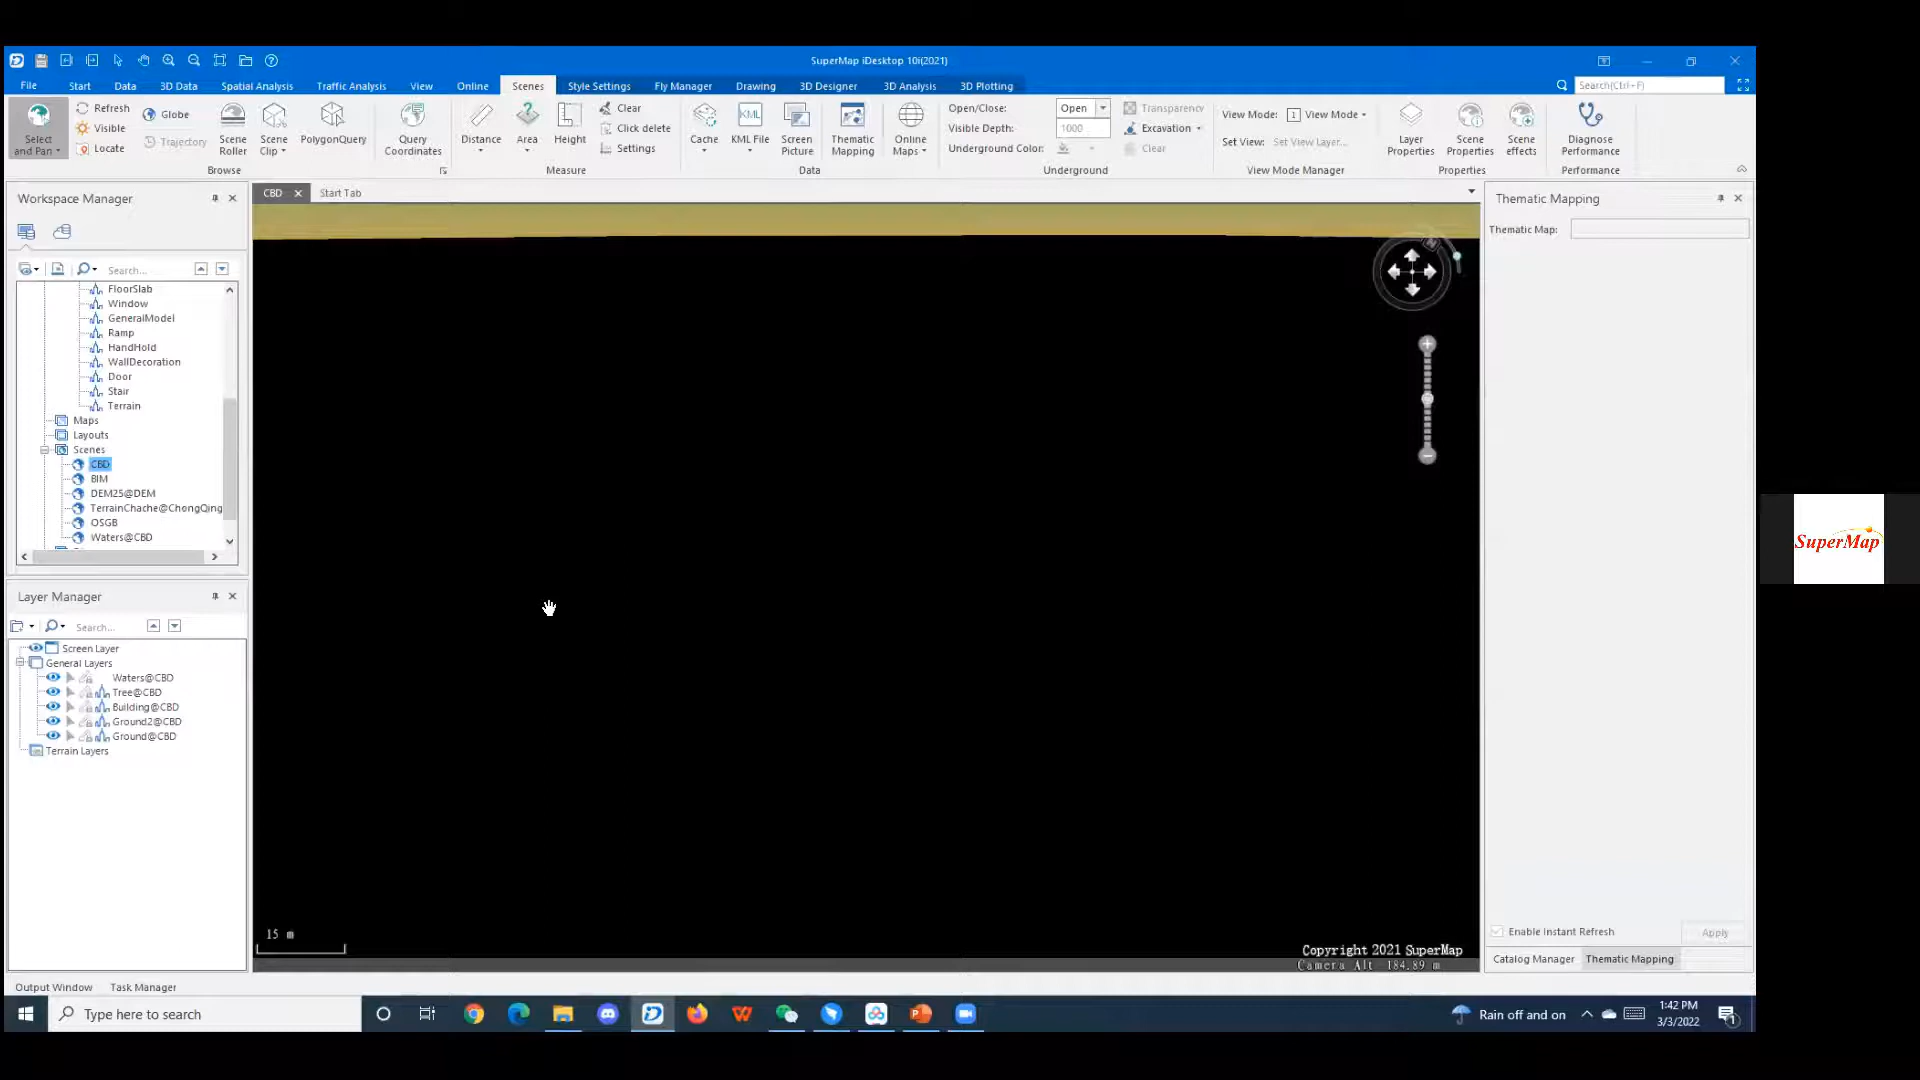 SuperMap iDesktop 10i(2021)
File Start Data 3D Data Spatial Analysis Traffic Analysis View Online Scenes Style Settings Fly Manager Drawing 3D Designer 3D Analysis 3D Plotting Search(Ctrl+F)
Select and Pan
Refresh
Visible
Locate
Globe
Trajectory
Scene Roller
Scene Clip
PolygonQuery
Browse
Query Coordinates
Distance
Area
Height
Clear
Click delete
Settings
Measure
Cache
KML
KML File
Screen Picture
Thematic Mapping
Online Maps
Data
Open/Close: Open
Visible Depth: 1000
Underground Color:
Transparency
Excavation
Clear
Underground
View Mode: 1 View Mode
Set View: Set View Layer...
View Mode Manager
Layer Properties
Scene Properties
Scene effects
Properties
Diagnose Performance
Performance
Workspace Manager
Search...
FloorSlab
Window
GeneralModel
Ramp
HandHold
WallDecoration
Door
Stair
Terrain
Maps
Layouts
Scenes
CBD
BIM
DEM25@DEM
TerrainChache@ChongQing
OSGB
Waters@CBD
Layer Manager
Search...
Screen Layer
General Layers
Waters@CBD
Tree@CBD
Building@CBD
Ground2@CBD
Ground@CBD
Terrain Layers
CBD Start Tab
N
15 m
Copyright 2021 SuperMap
Camera Alt 184.89 m
Thematic Mapping
Thematic Map:
Enable Instant Refresh Apply
Catalog Manager Thematic Mapping
SuperMap
Output Window Task Manager
Type here to search
Rain off and on
1:42 PM
3/3/2022
1